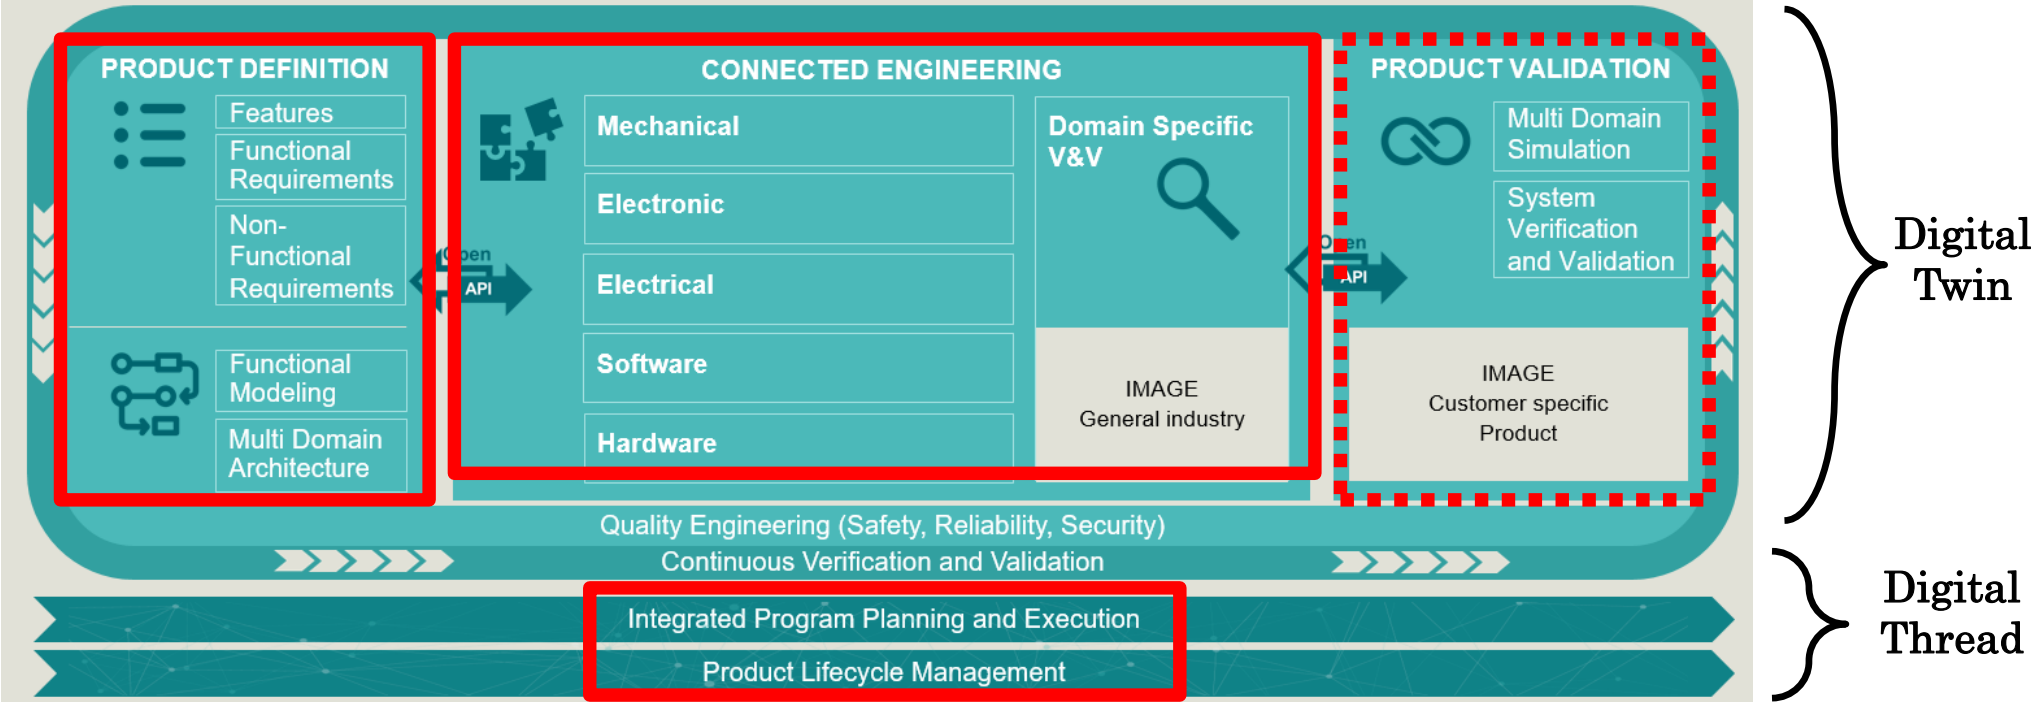 PRODUCT DEFINITION
Features
Functional
Requirements
Non-
Functional
Requirements
Functional
Modeling
Multi Domain
Architecture
Open
API
CONNECTED ENGINEERING
Mechanical
Electronic
Electrical
Software
Hardware
Domain Specific
V&V
IMAGE
General industry
Open
API
PRODUCT VALIDATION
Multi Domain
Simulation
System
Verification
and Validation
IMAGE
Customer specific
Product
Quality Engineering (Safety, Reliability, Security)
Continuous Verification and Validation
Integrated Program Planning and Execution
Product Lifecycle Management
Digital
Twin
Digital
Thread